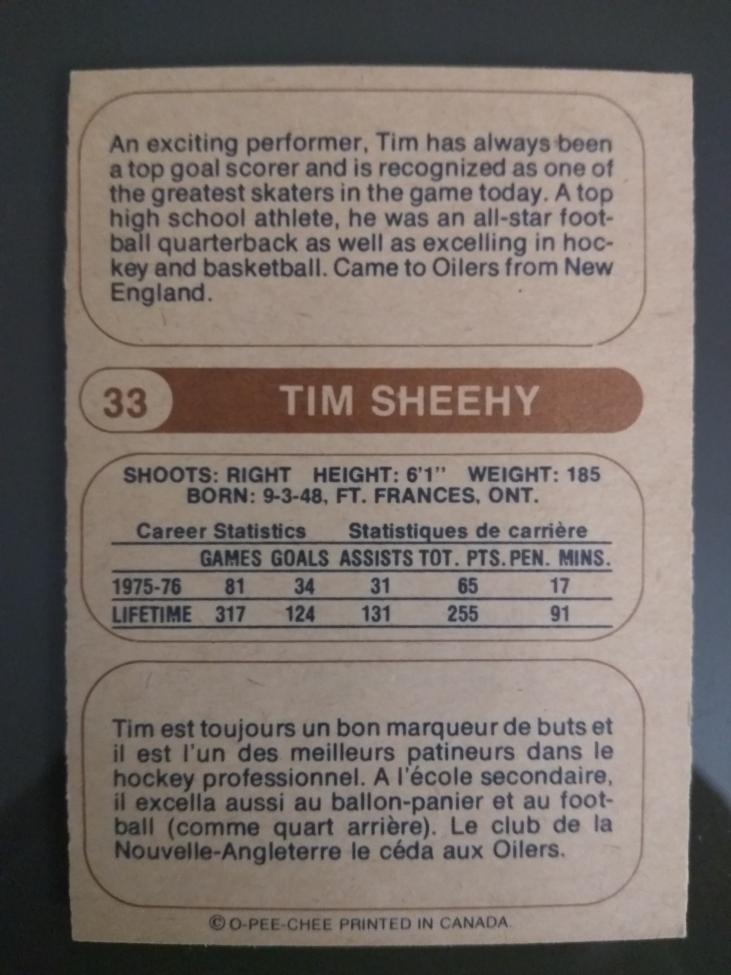 An exciting performer, Tim has always been
a top goal scorer and is recognized as one of
the greatest skaters in the game today. A top
high school athlete, he was an all-star foot-
ball quarterback as well as excelling in hoc-
key and basketball. Came to Oilers from New
England.
33 TIM SHEEHY
SHOOTS: RIGHT HEIGHT: 6'1" WEIGHT: 185
BORN: 9-3-48, FT. FRANCES, ONT.
Career Statistics Statistiques de carrière
GAMES GOALS ASSISTS TOT. PTS. PEN. MINS.
1975-76 81 34 31 65 17
LIFETIME 317 124 131 255 91
Tim est toujours un bon marqueur de buts et
il est l'un des meilleurs patineurs dans le
hockey professionnel. A l'école secondaire,
il excella aussi au ballon-panier et au foot-
ball (comme quart arrière). Le club de la
Nouvelle-Angleterre le céda aux Oilers.
© O-PEE-CHEE PRINTED IN CANADA.